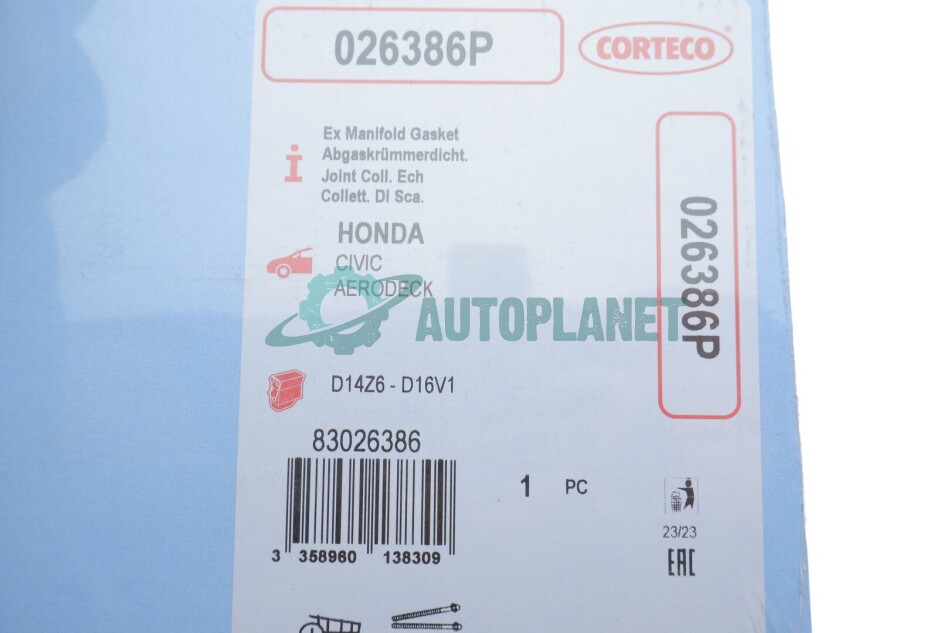 026386P
CORTECO
Ex Manifold Gasket
Abgaskrümmerdicht.
Joint Coll. Ech
Collett. Di Sca.
HONDA
CIVIC
AERODECK
AUTOPLANET
026386P
D14Z6 - D16V1
83026386
3 358960 138309
1 PC
23/23
EAC